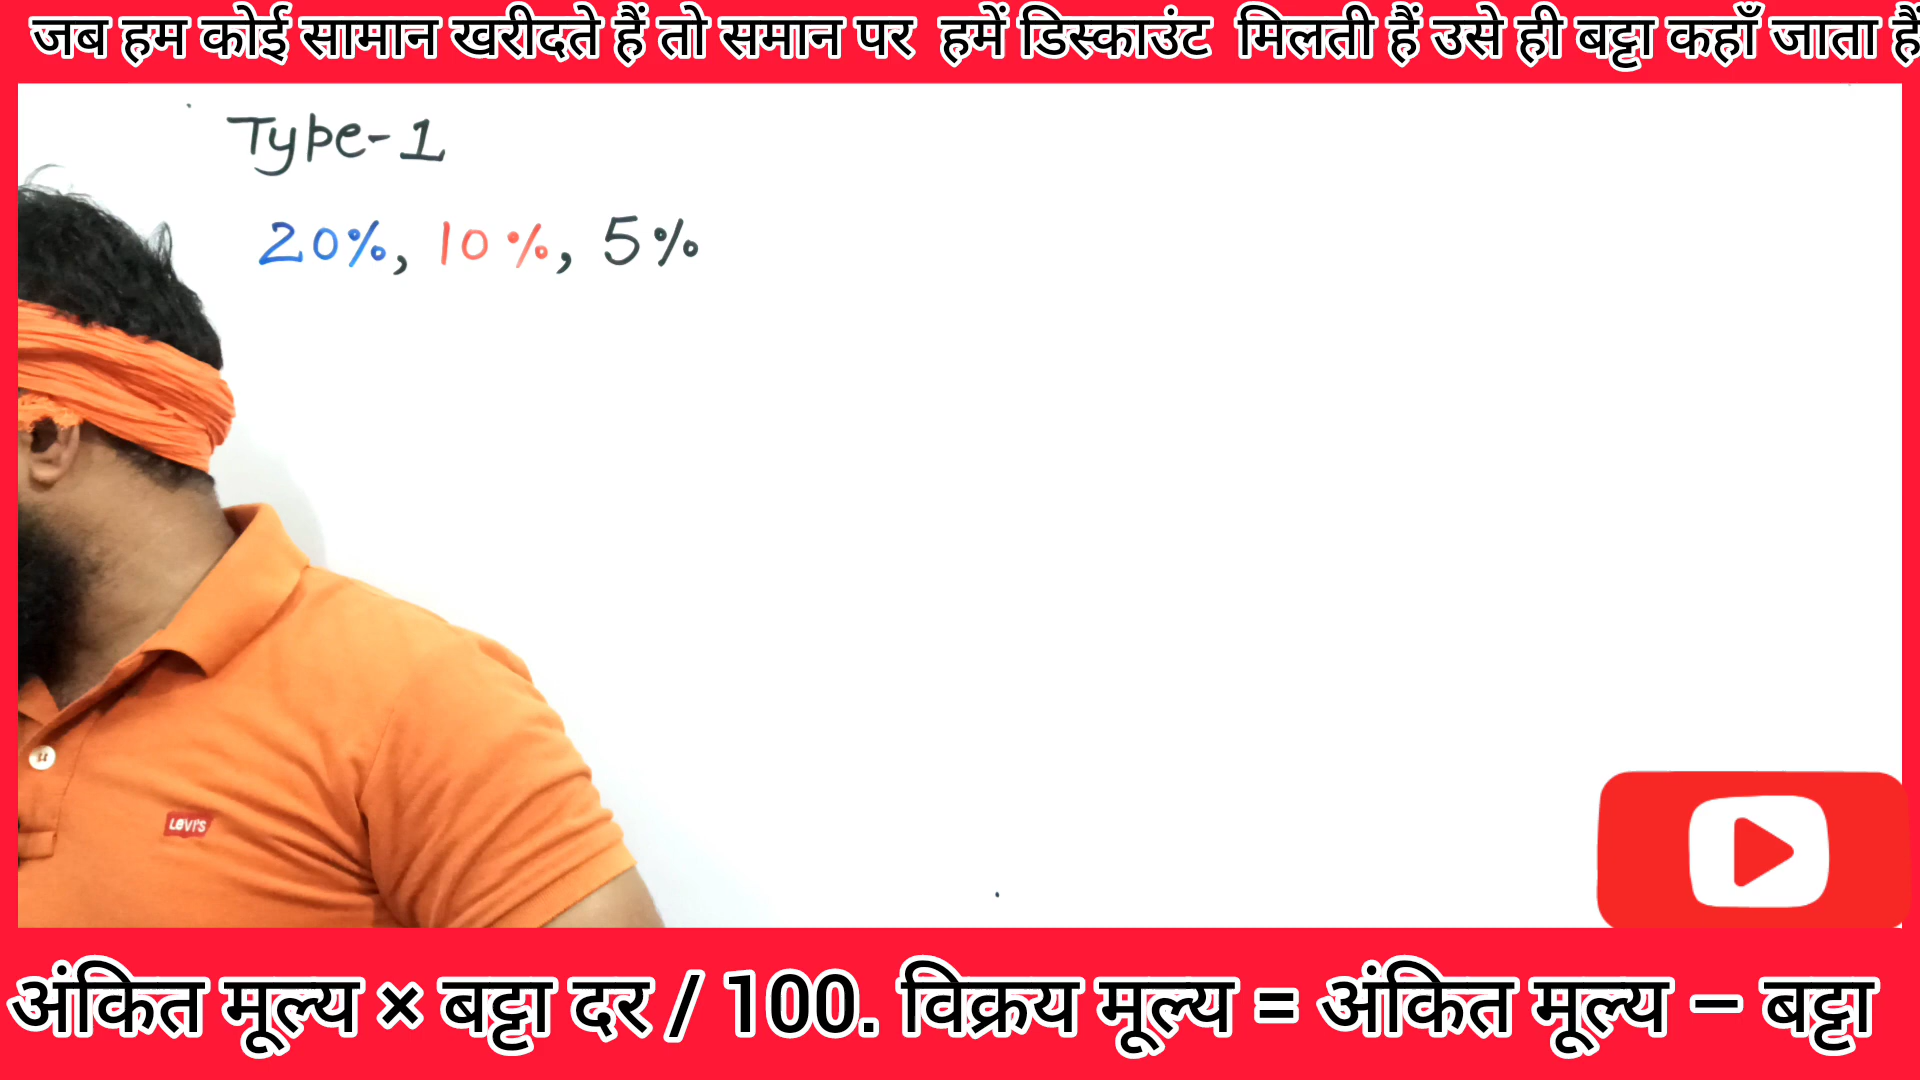 जब हम कोई सामान खरीदते हैं तो समान पर हमें डिस्काउंट मिलती हैं उसे ही बट्टा कहाँ जाता हैं
Type-1
20%, 10%, 5%
Levi's
अंकित मूल्य × बट्टा दर / 100. विक्रय मूल्य = अंकित मूल्य – बट्टा